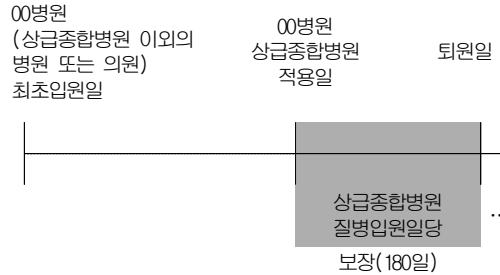 00병원
(상급종합병원 이외의
병원 또는 의원)
최초입원일
00병원
상급종합병원
적용일
퇴원일
상급종합병원
질병입원일당
보장(180일)
..